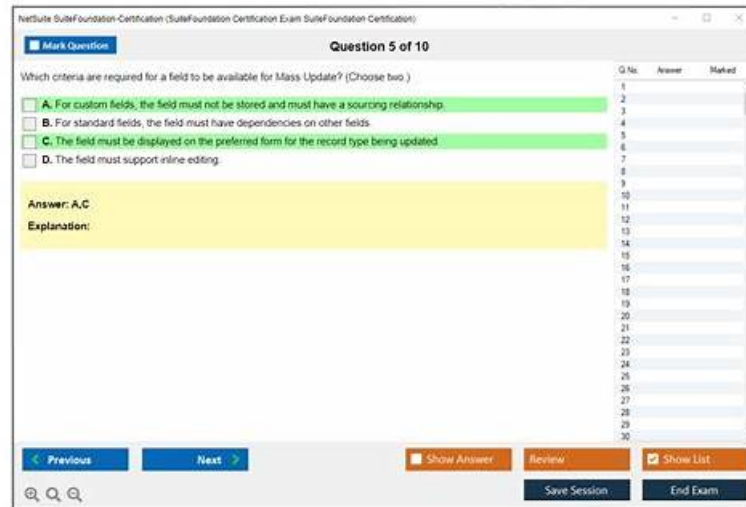 NetSuite SuiteFoundation-Certification (SuiteFoundation Certification Exam SuiteFoundation Certification)
Mark Question
Question 5 of 10
Which criteria are required for a field to be available for Mass Update? (Choose two.)
A. For custom fields, the field must not be stored and must have a sourcing relationship.
B. For standard fields, the field must have dependencies on other fields.
C. The field must be displayed on the preferred form for the record type being updated.
D. The field must support inline editing.
Answer: A,C
Explanation:
Q.No. Answer Marked
1
2
3
4
5
6
7
8
9
10
11
12
13
14
15
16
17
18
19
20
21
22
23
24
25
26
27
28
29
30
Previous
Next
Show Answer
Review
Show List
Save Session
End Exam